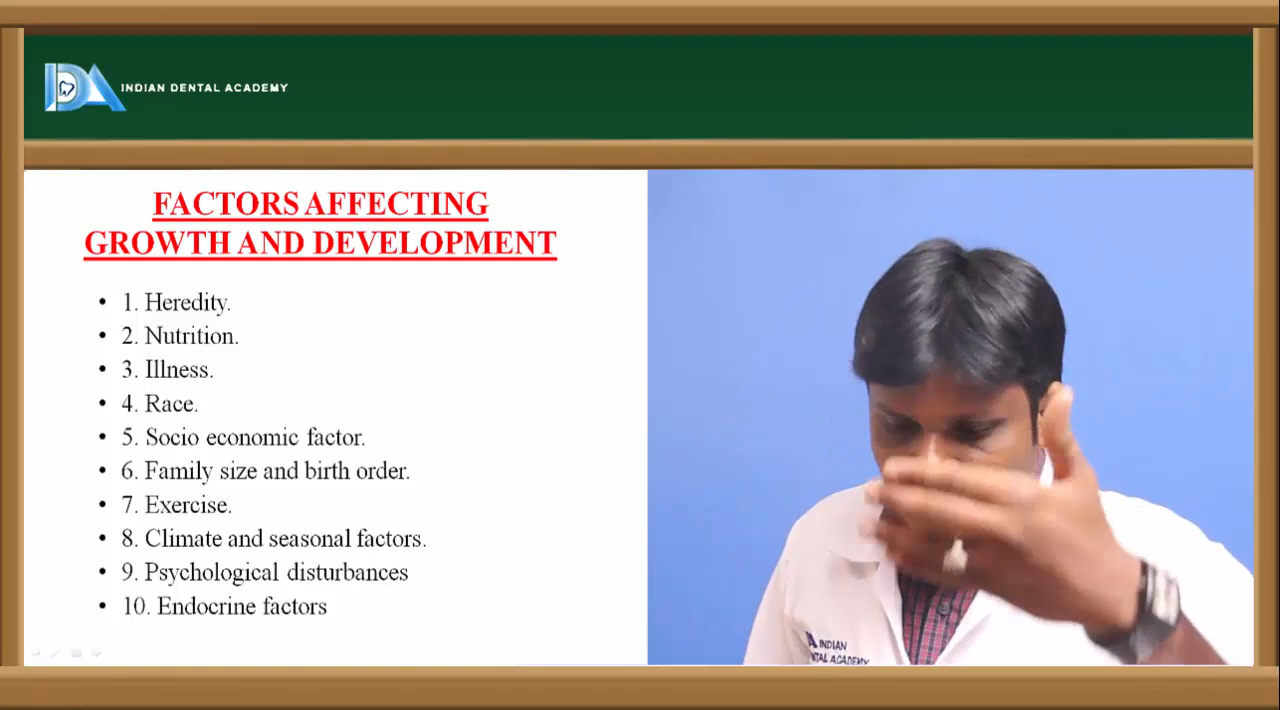 INDIAN DENTAL ACADEMY
FACTORS AFFECTING
GROWTH AND DEVELOPMENT
• 1. Heredity.
• 2. Nutrition.
• 3. Illness.
• 4. Race.
• 5. Socio economic factor.
• 6. Family size and birth order.
• 7. Exercise.
• 8. Climate and seasonal factors.
• 9. Psychological disturbances
• 10. Endocrine factors
INDIAN
ACADEMY